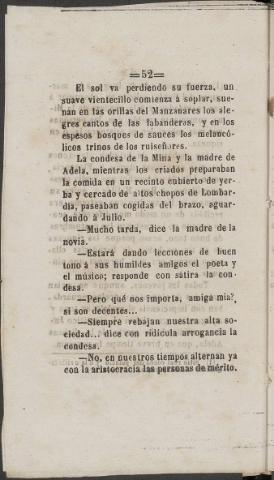 =52=
El sol va perdiendo su fuerza, un
suave vientecillo comienza á soplar, sue-
nan en las orillas del Manzanares los ale-
gres cantos de las labanderas, y en los
espesos bosques de sauces los melancó-
licos trinos de los ruiseñores.
La condesa de la Mina y la madre de
Adela, mientras los criados preparaban
la comida en un recinto cubierto de yer-
ba y cercado de altos chopos de Lombar-
dia, paseaban cogidas del brazo, aguar-
dando á Julio.
—Mucho tarda, dice la madre de la
novia.
—Estará dando lecciones de buen
tono á sus humildes amigos el poeta y
el músico; responde con sátira la con-
desa.
—Pero qué nos importa, amiga mia?,
si son decentes...
—Siempre rebajan nuestra alta so-
ciedad... dice con ridícula arrogancia la
condesa.
—No, en nuestros tiempos alternan ya
con la aristocracia las personas de mérito.